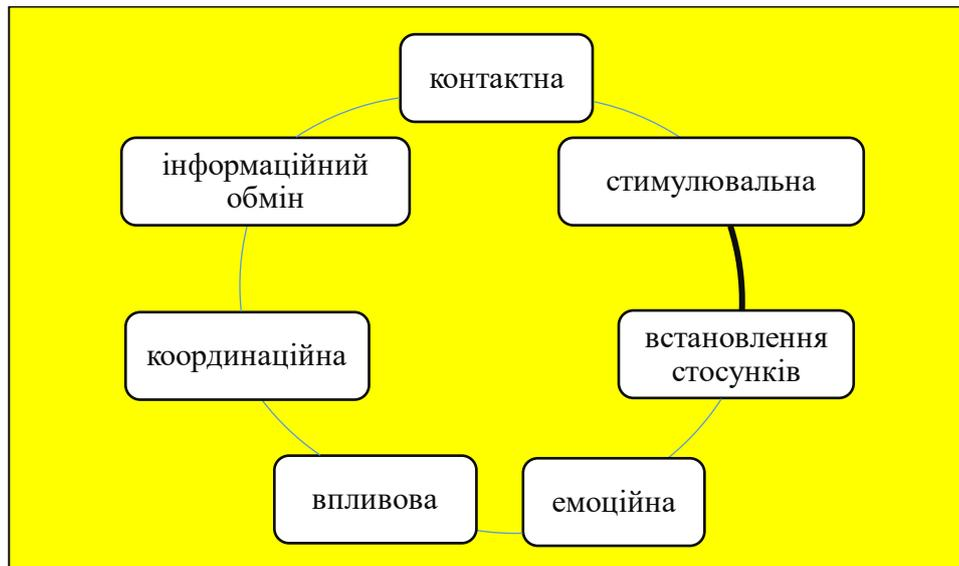 контактна
стимулювальна
встановлення
стосунків
емоційна
впливова
координаційна
інформаційний
обмін